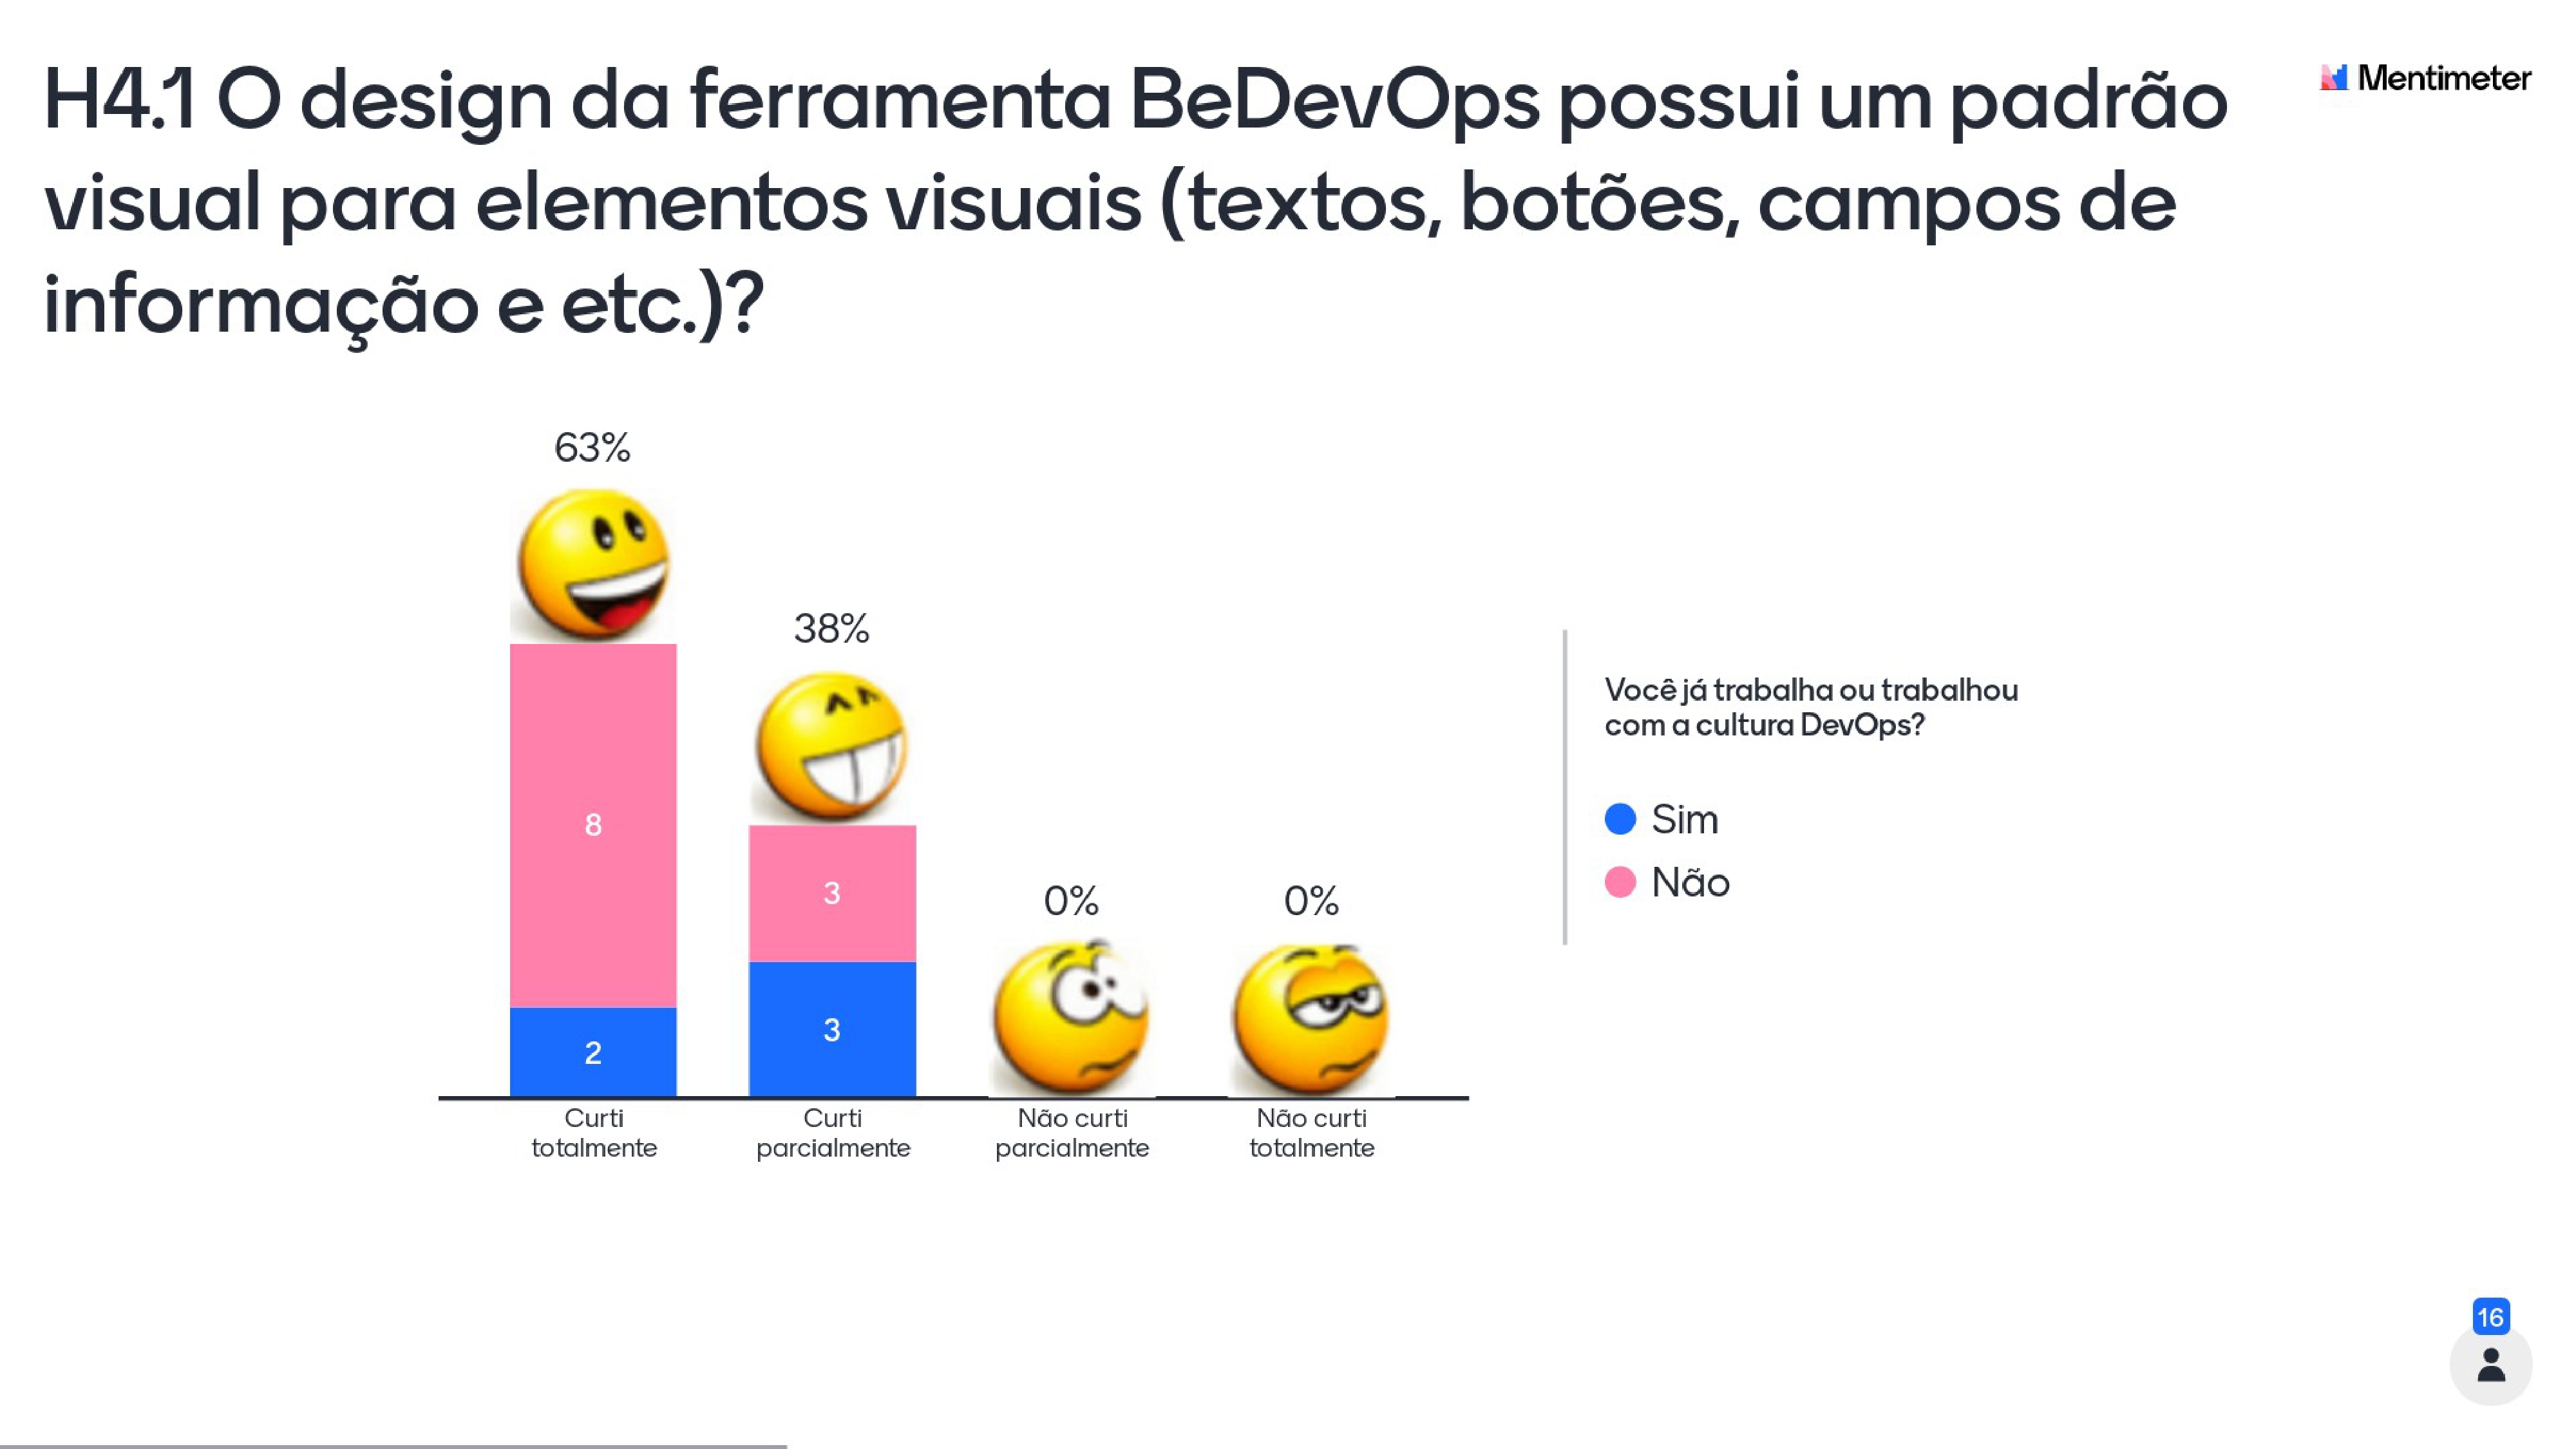 H4.1 O design da ferramenta BeDevOps possui um padrão
visual para elementos visuais (textos, botões, campos de
informação e etc.)?
Mentimeter
63%
38%
0%
0%
8
3
2
3
Curti
totalmente
Curti
parcialmente
Não curti
parcialmente
Não curti
totalmente
Você já trabalha ou trabalhou
com a cultura DevOps?
Sim
Não
16